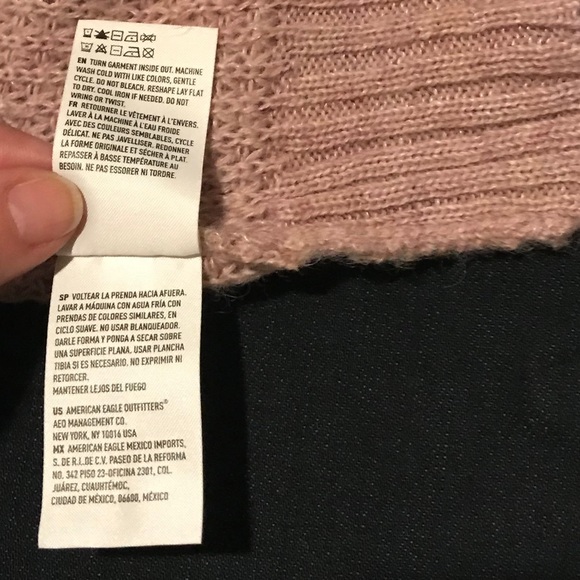 EN TURN GARMENT INSIDE OUT. MACHINE
WASH COLD WITH LIKE COLORS, GENTLE
CYCLE. DO NOT BLEACH. RESHAPE LAY FLAT
TO DRY. COOL IRON IF NEEDED. DO NOT
WRING OR TWIST.
FR RETOURNER LE VÊTEMENT À L'ENVERS.
LAVER À LA MACHINE À L'EAU FROIDE
AVEC DES COULEURS SEMBLABLES, CYCLE
DÉLICAT. NE PAS JAVELLISER. REDONNER
LA FORME ORIGINALE ET SÉCHER À PLAT.
REPASSER À BASSE TEMPÉRATURE AU
BESOIN. NE PAS ESSORER NI TORDRE.
SP VOLTEAR LA PRENDA HACIA AFUERA.
LAVAR A MÁQUINA CON AGUA FRÍA CON
PRENDAS DE COLORES SIMILARES, EN
CICLO SUAVE. NO USAR BLANQUEADOR.
DARLE FORMA Y PONGA A SECAR SOBRE
UNA SUPERFICIE PLANA. USAR PLANCHA
TIBIA SI ES NECESARIO. NO EXPRIMIR NI
RETORCER.
MANTENER LEJOS DEL FUEGO
US AMERICAN EAGLE OUTFITTERS®
AEO MANAGEMENT CO.
NEW YORK, NY 10016 USA
MX AMERICAN EAGLE MEXICO IMPORTS,
S. DE R.L.DE C.V. PASEO DE LA REFORMA
NO. 342 PISO 23-OFICINA 2301, COL.
JUÁREZ, CUAUHTÉMOC,
CIUDAD DE MÉXICO, 06600, MÉXICO